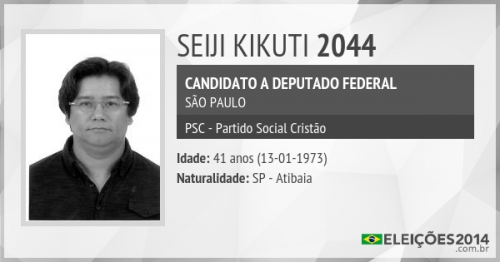 SEIJI KIKUTI 2044
CANDIDATO A DEPUTADO FEDERAL
SÃO PAULO
PSC - Partido Social Cristão
Idade: 41 anos (13-01-1973)
Naturalidade: SP - Atibaia
ELEIÇÕES2014
.com.br